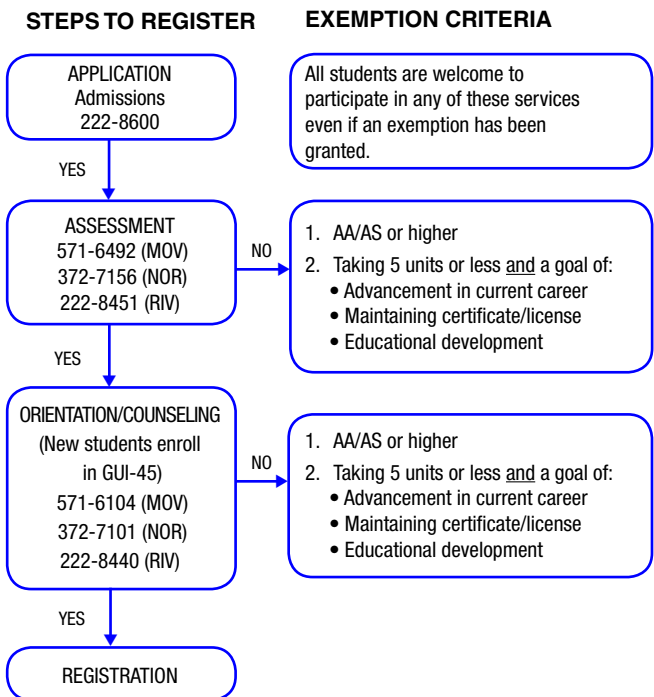 STEPS TO REGISTER
EXEMPTION CRITERIA
APPLICATION
Admissions
222-8600
All students are welcome to
participate in any of these services
even if an exemption has been
granted.
YES
ASSESSMENT
571-6492 (MOV)
372-7156 (NOR)
222-8451 (RIV)
NO
1. AA/AS or higher
2. Taking 5 units or less and a goal of:
• Advancement in current career
• Maintaining certificate/license
• Educational development
YES
ORIENTATION/COUNSELING
(New students enroll
in GUI-45)
571-6104 (MOV)
372-7101 (NOR)
222-8440 (RIV)
NO
1. AA/AS or higher
2. Taking 5 units or less and a goal of:
• Advancement in current career
• Maintaining certificate/license
• Educational development
YES
REGISTRATION